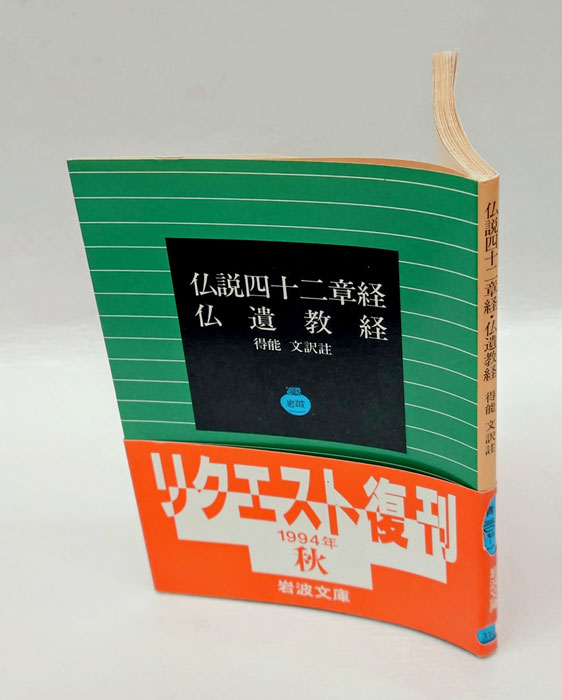 仏説四十二章経
仏遺教経
得能 文訳註
岩波
リクエスト復刊
1994年
秋
岩波文庫
仏説四十二章経・仏遺教経 得能 文訳註